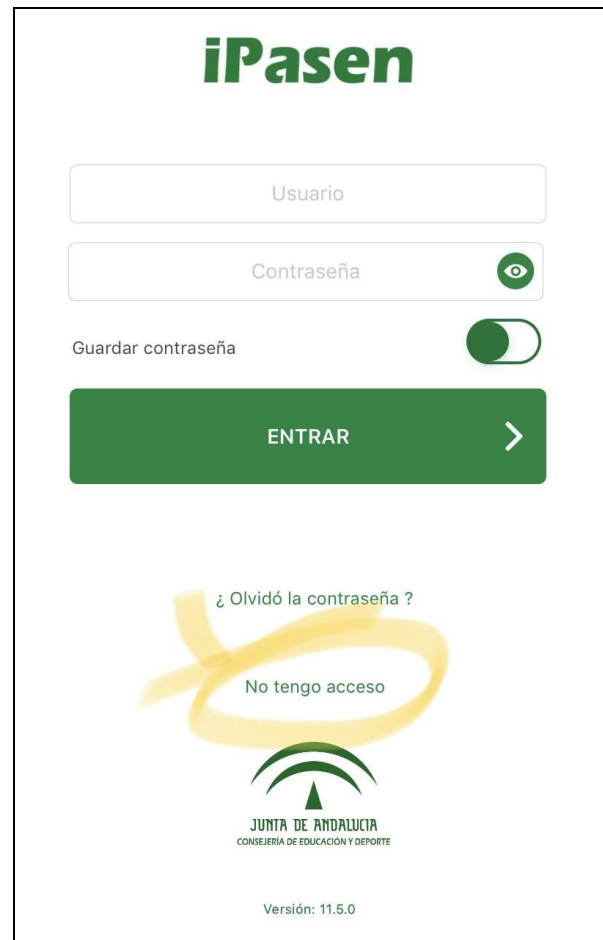 iPasen
Usuario
Contraseña
Guardar contraseña
ENTRAR
¿ Olvidó la contraseña ?
No tengo acceso
JUNTA DE ANDALUCIA
CONSEJERÍA DE EDUCACIÓN Y DEPORTE
Versión: 11.5.0